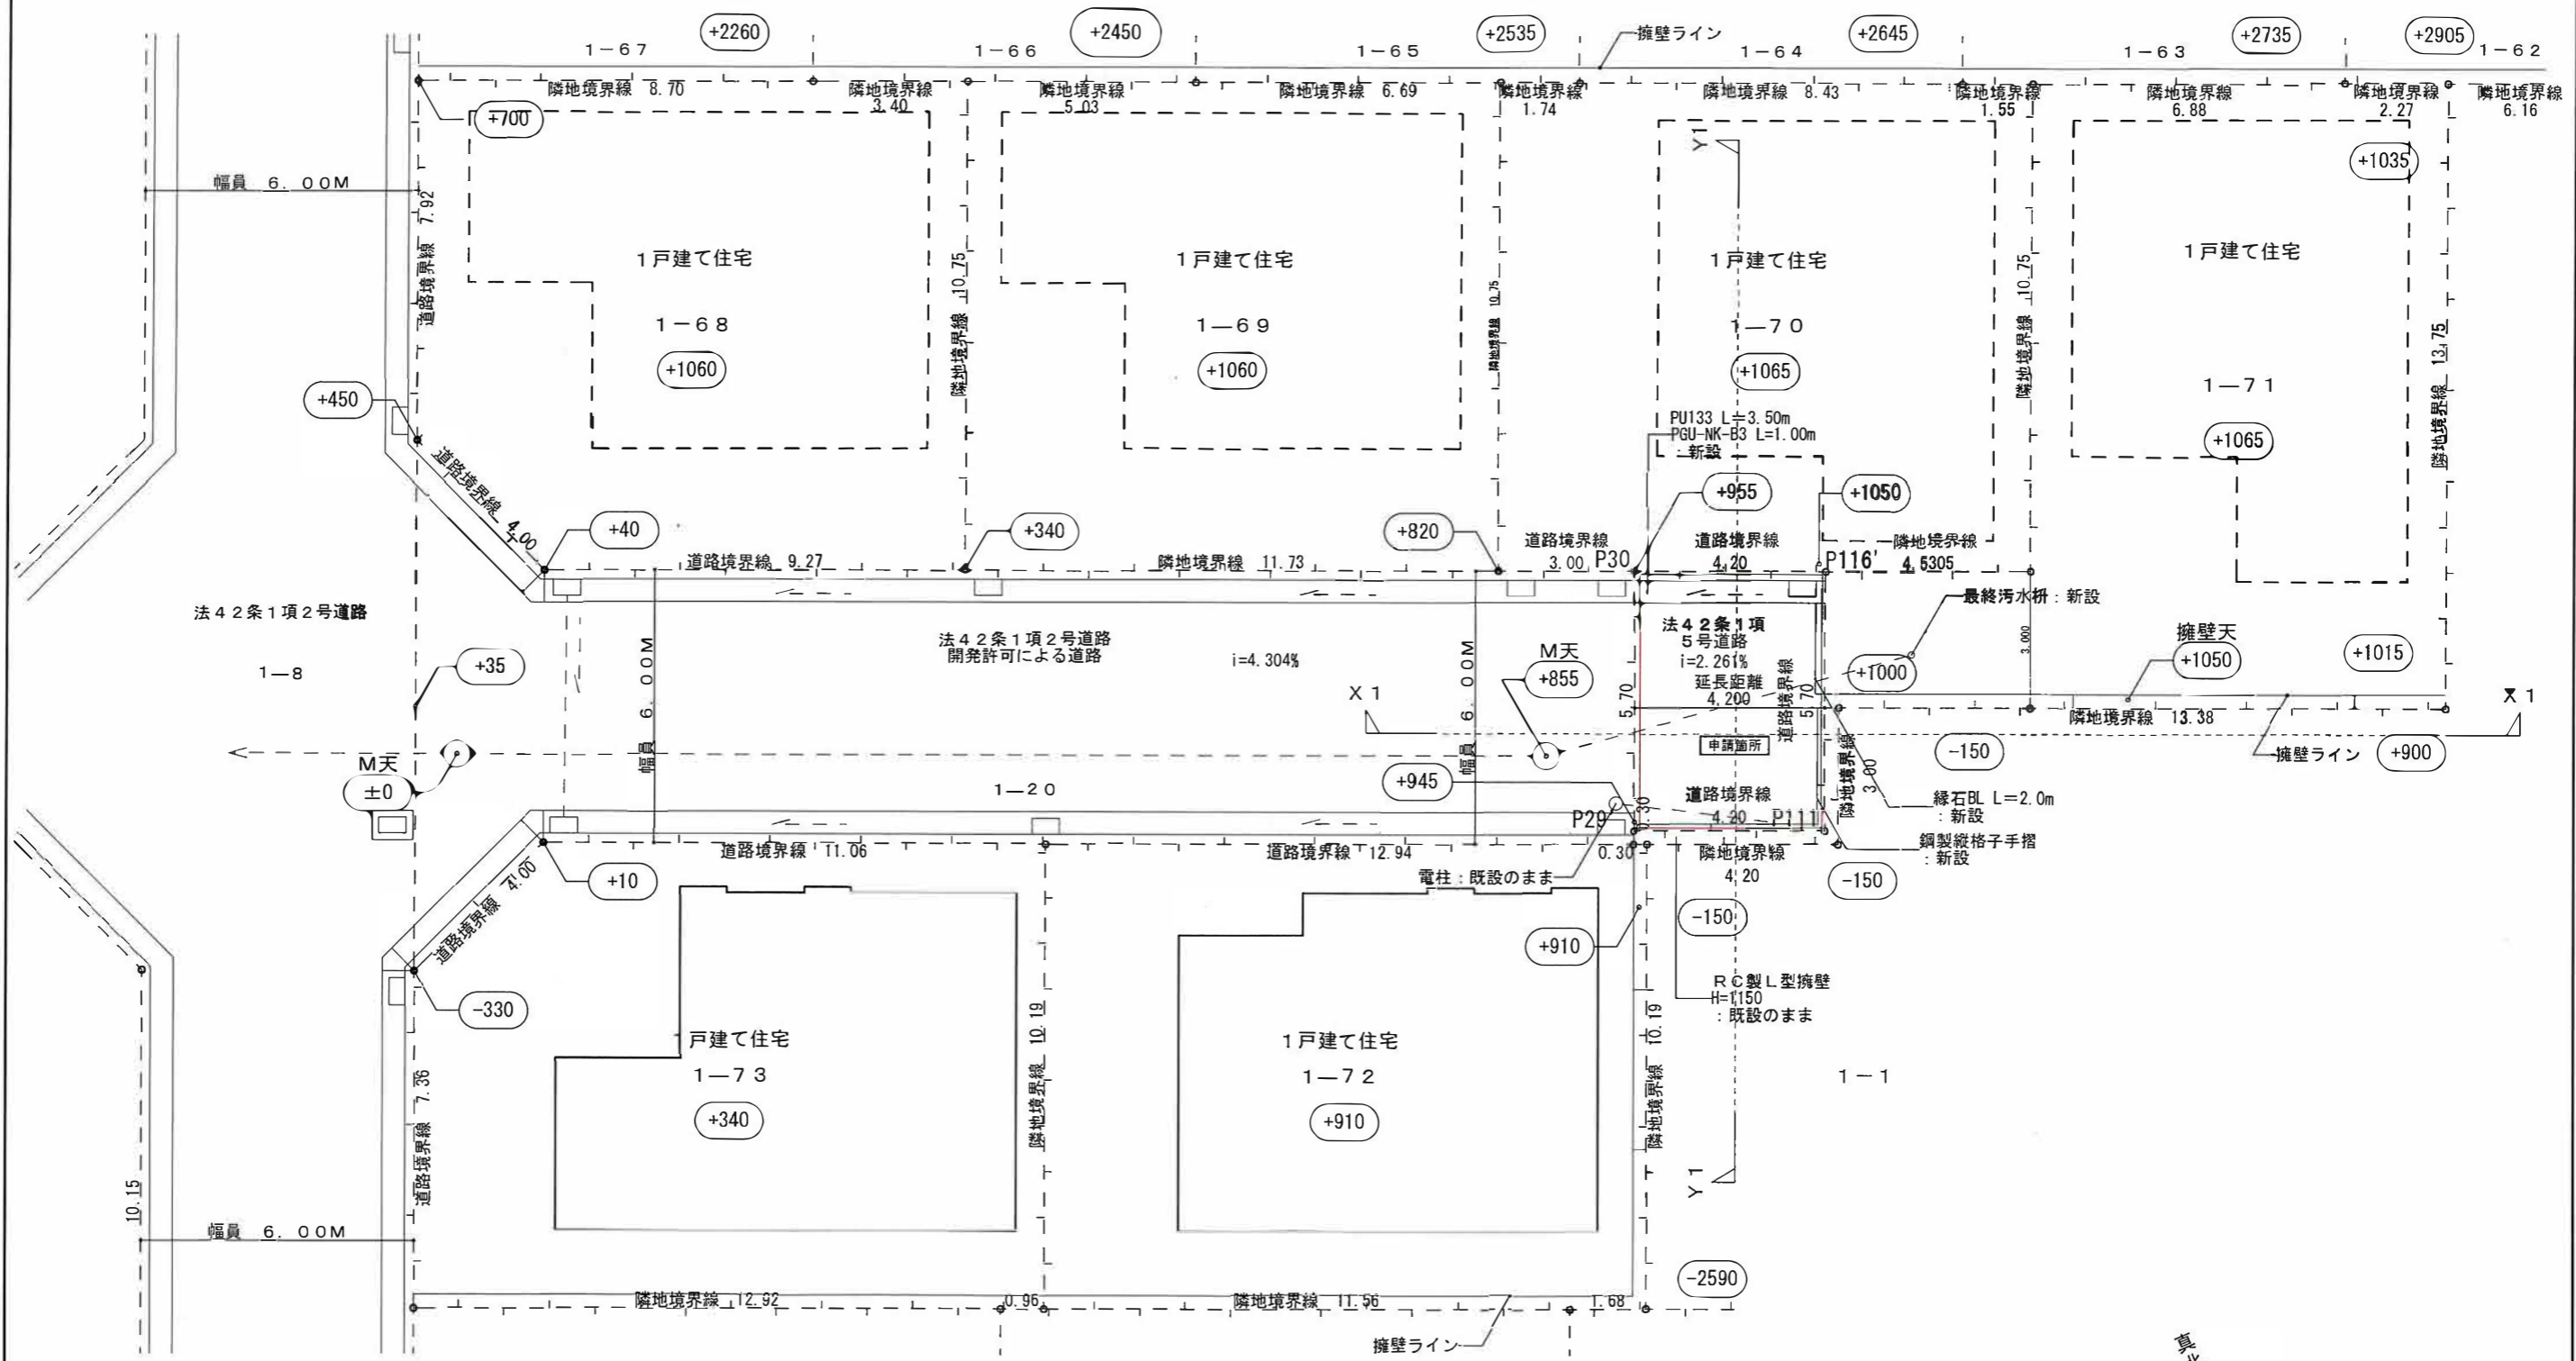 +2260
+2450
+2535
+2645
+2735
+2905
1-67
1-66
1-65
擁壁ライン
1-64
1-63
1-62
隣地境界線 8.70
隣地境界線
3.40
隣地境界線
5.03
隣地境界線 6.69
隣地境界線
1.74
隣地境界線 8.43
隣地境界線
1.55
隣地境界線
6.88
隣地境界線
2.27
隣地境界線
6.16
+700
Y1
+1035
幅員 6.00M
道路境界線 7.92
1戸建て住宅
1-68
+1060
隣地境界線 10.75
1戸建て住宅
1-69
+1060
隣地境界線 10.75
1戸建て住宅
1-70
+1065
隣地境界線 10.75
1戸建て住宅
1-71
+1065
隣地境界線 13.75
+450
道路境界線 4.00
PU133 L=3.50m
PGU-NK-B3 L=1.00m
:新設
+955
+1050
+40
+340
+820
道路境界線 9.27
隣地境界線 11.73
道路境界線
3.00
P30
道路境界線
4.20
P116'
隣地境界線
4.5305
最終汚水枡:新設
法42条1項2号道路
1-8
+35
幅員 6.00M
法42条1項2号道路
開発許可による道路
i=4.304%
幅員 6.00M
M天
+855
X1
法42条1項
5号道路
i=2.261%
延長距離
4.200
5.70
道路境界線
5.70
申請箇所
+1000
3.000
擁壁天
+1050
+1015
X1
隣地境界線 13.38
-150
擁壁ライン
+900
隣地境界線
3.00
縁石BL L=2.0m
:新設
鋼製縦格子手摺
:新設
M天
±0
1-20
+945
P29
0.30
道路境界線
4.20
P111
道路境界線 11.06
道路境界線 12.94
0.30
隣地境界線
4.20
電柱:既設のまま
-150
+10
道路境界線 4.00
-330
-150
+910
RC製L型擁壁
H=1150
:既設のまま
戸建て住宅
1-73
+340
隣地境界線 10.19
1戸建て住宅
1-72
+910
隣地境界線 10.19
1-1
道路境界線 7.36
Y1
10.15
幅員 6.00M
-2590
隣地境界線 12.92
0.96
隣地境界線 11.56
1.68
擁壁ライン
真